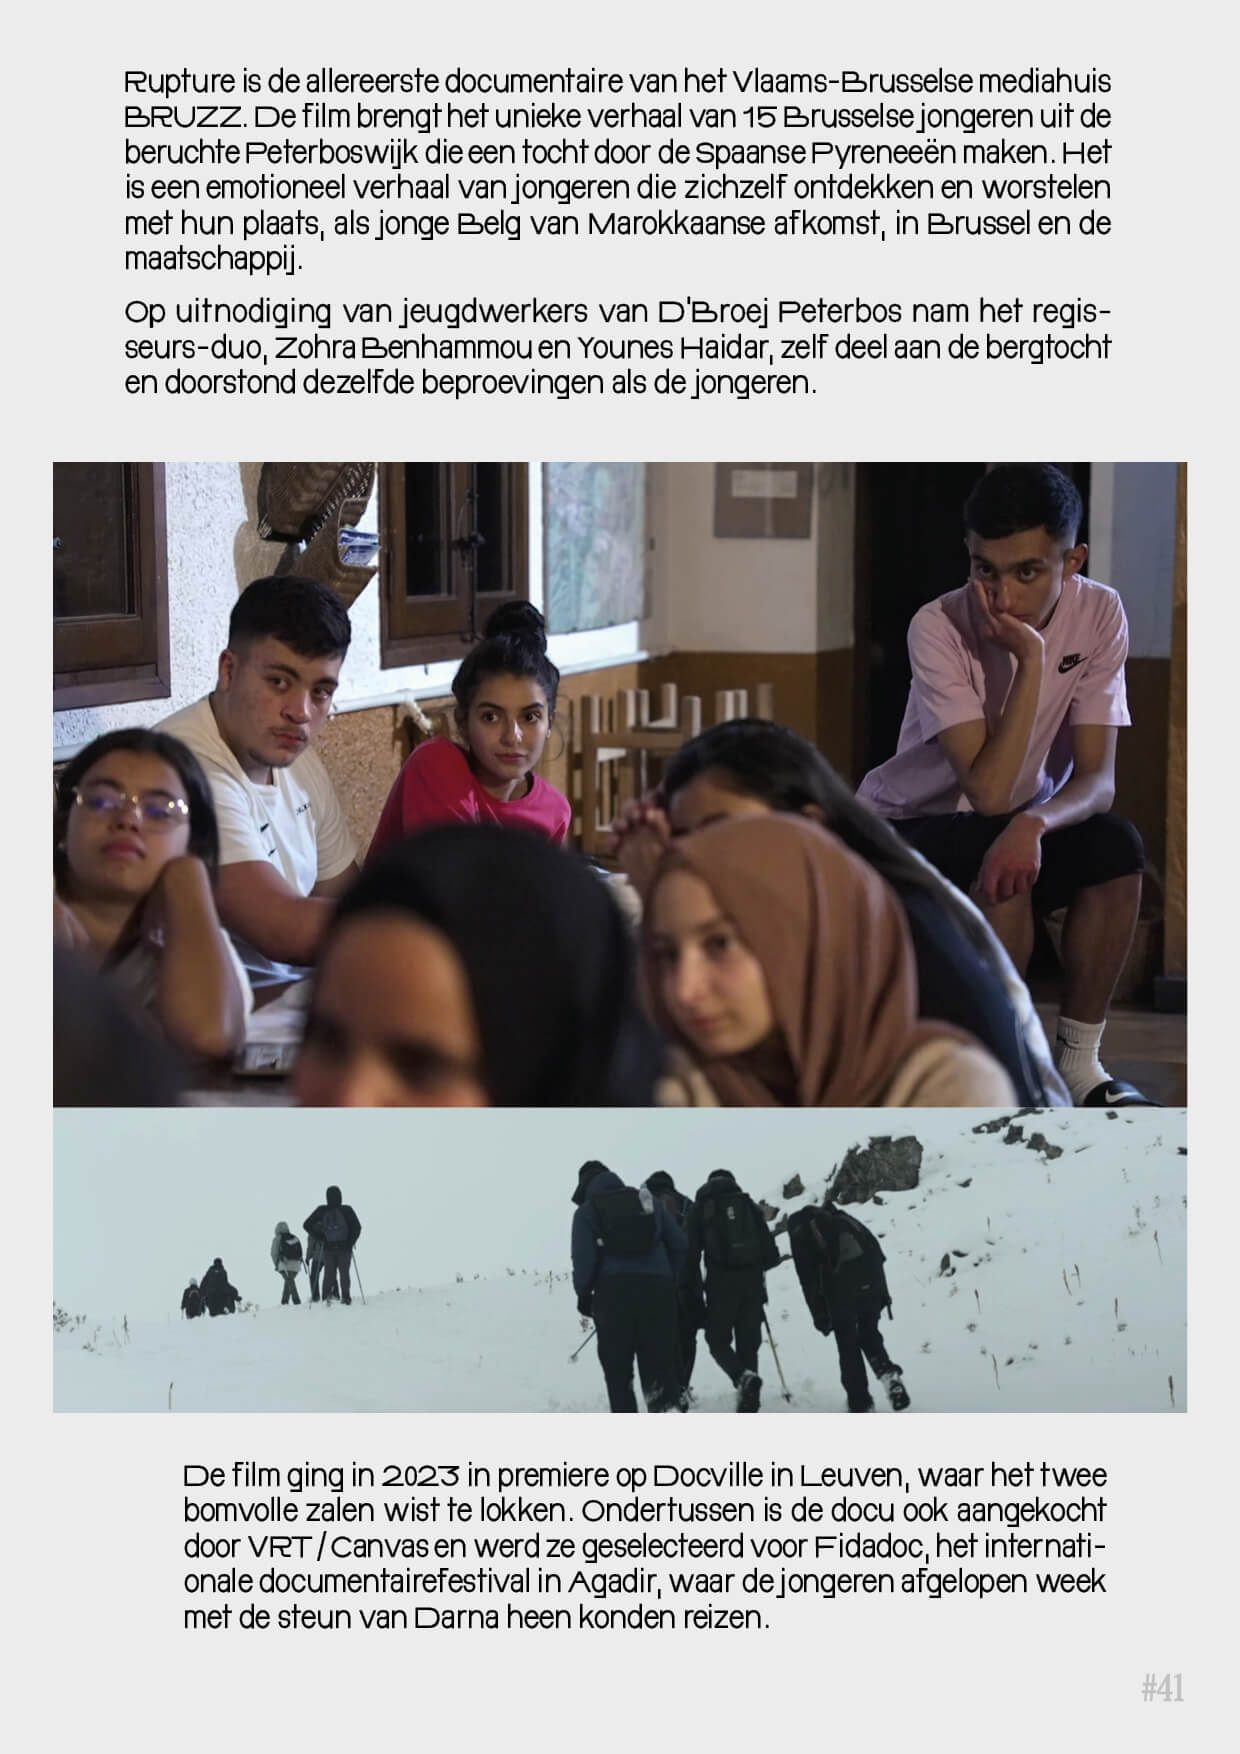 Rupture is de allereerste documentaire van het Vlaams-Brusselse mediahuis
BRUZZ. De film brengt het unieke verhaal van 15 Brusselse jongeren uit de
beruchte Peterboswijk die een tocht door de Spaanse Pyreneeën maken. Het
is een emotioneel verhaal van jongeren die zichzelf ontdekken en worstelen
met hun plaats, als jonge Belg van Marokkaanse afkomst, in Brussel en de
maatschappij.
Op uitnodiging van jeugdwerkers van D'Broej Peterbos nam het regis-
seurs-duo, Zohra Benhammou en Younes Haidar, zelf deel aan de bergtocht
en doorstond dezelfde beproevingen als de jongeren.
NIKE
De film ging in 2023 in premiere op Docville in Leuven, waar het twee
bomvolle zalen wist te lokken. Ondertussen is de docu ook aangekocht
door VRT/Canvas en werd ze geselecteerd voor Fidadoc, het internati-
onale documentairefestival in Agadir, waar de jongeren afgelopen week
met de steun van Darna heen konden reizen.
#41